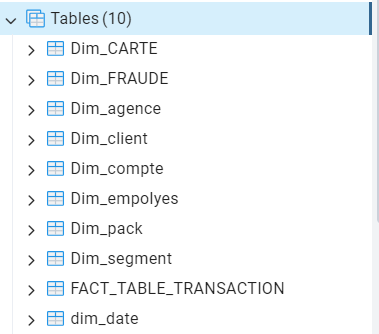 Tables (10)
Dim_CARTE
Dim_FRAUDE
Dim_agence
Dim_client
Dim_compte
Dim_empolyes
Dim_pack
Dim_segment
FACT_TABLE_TRANSACTION
dim_date